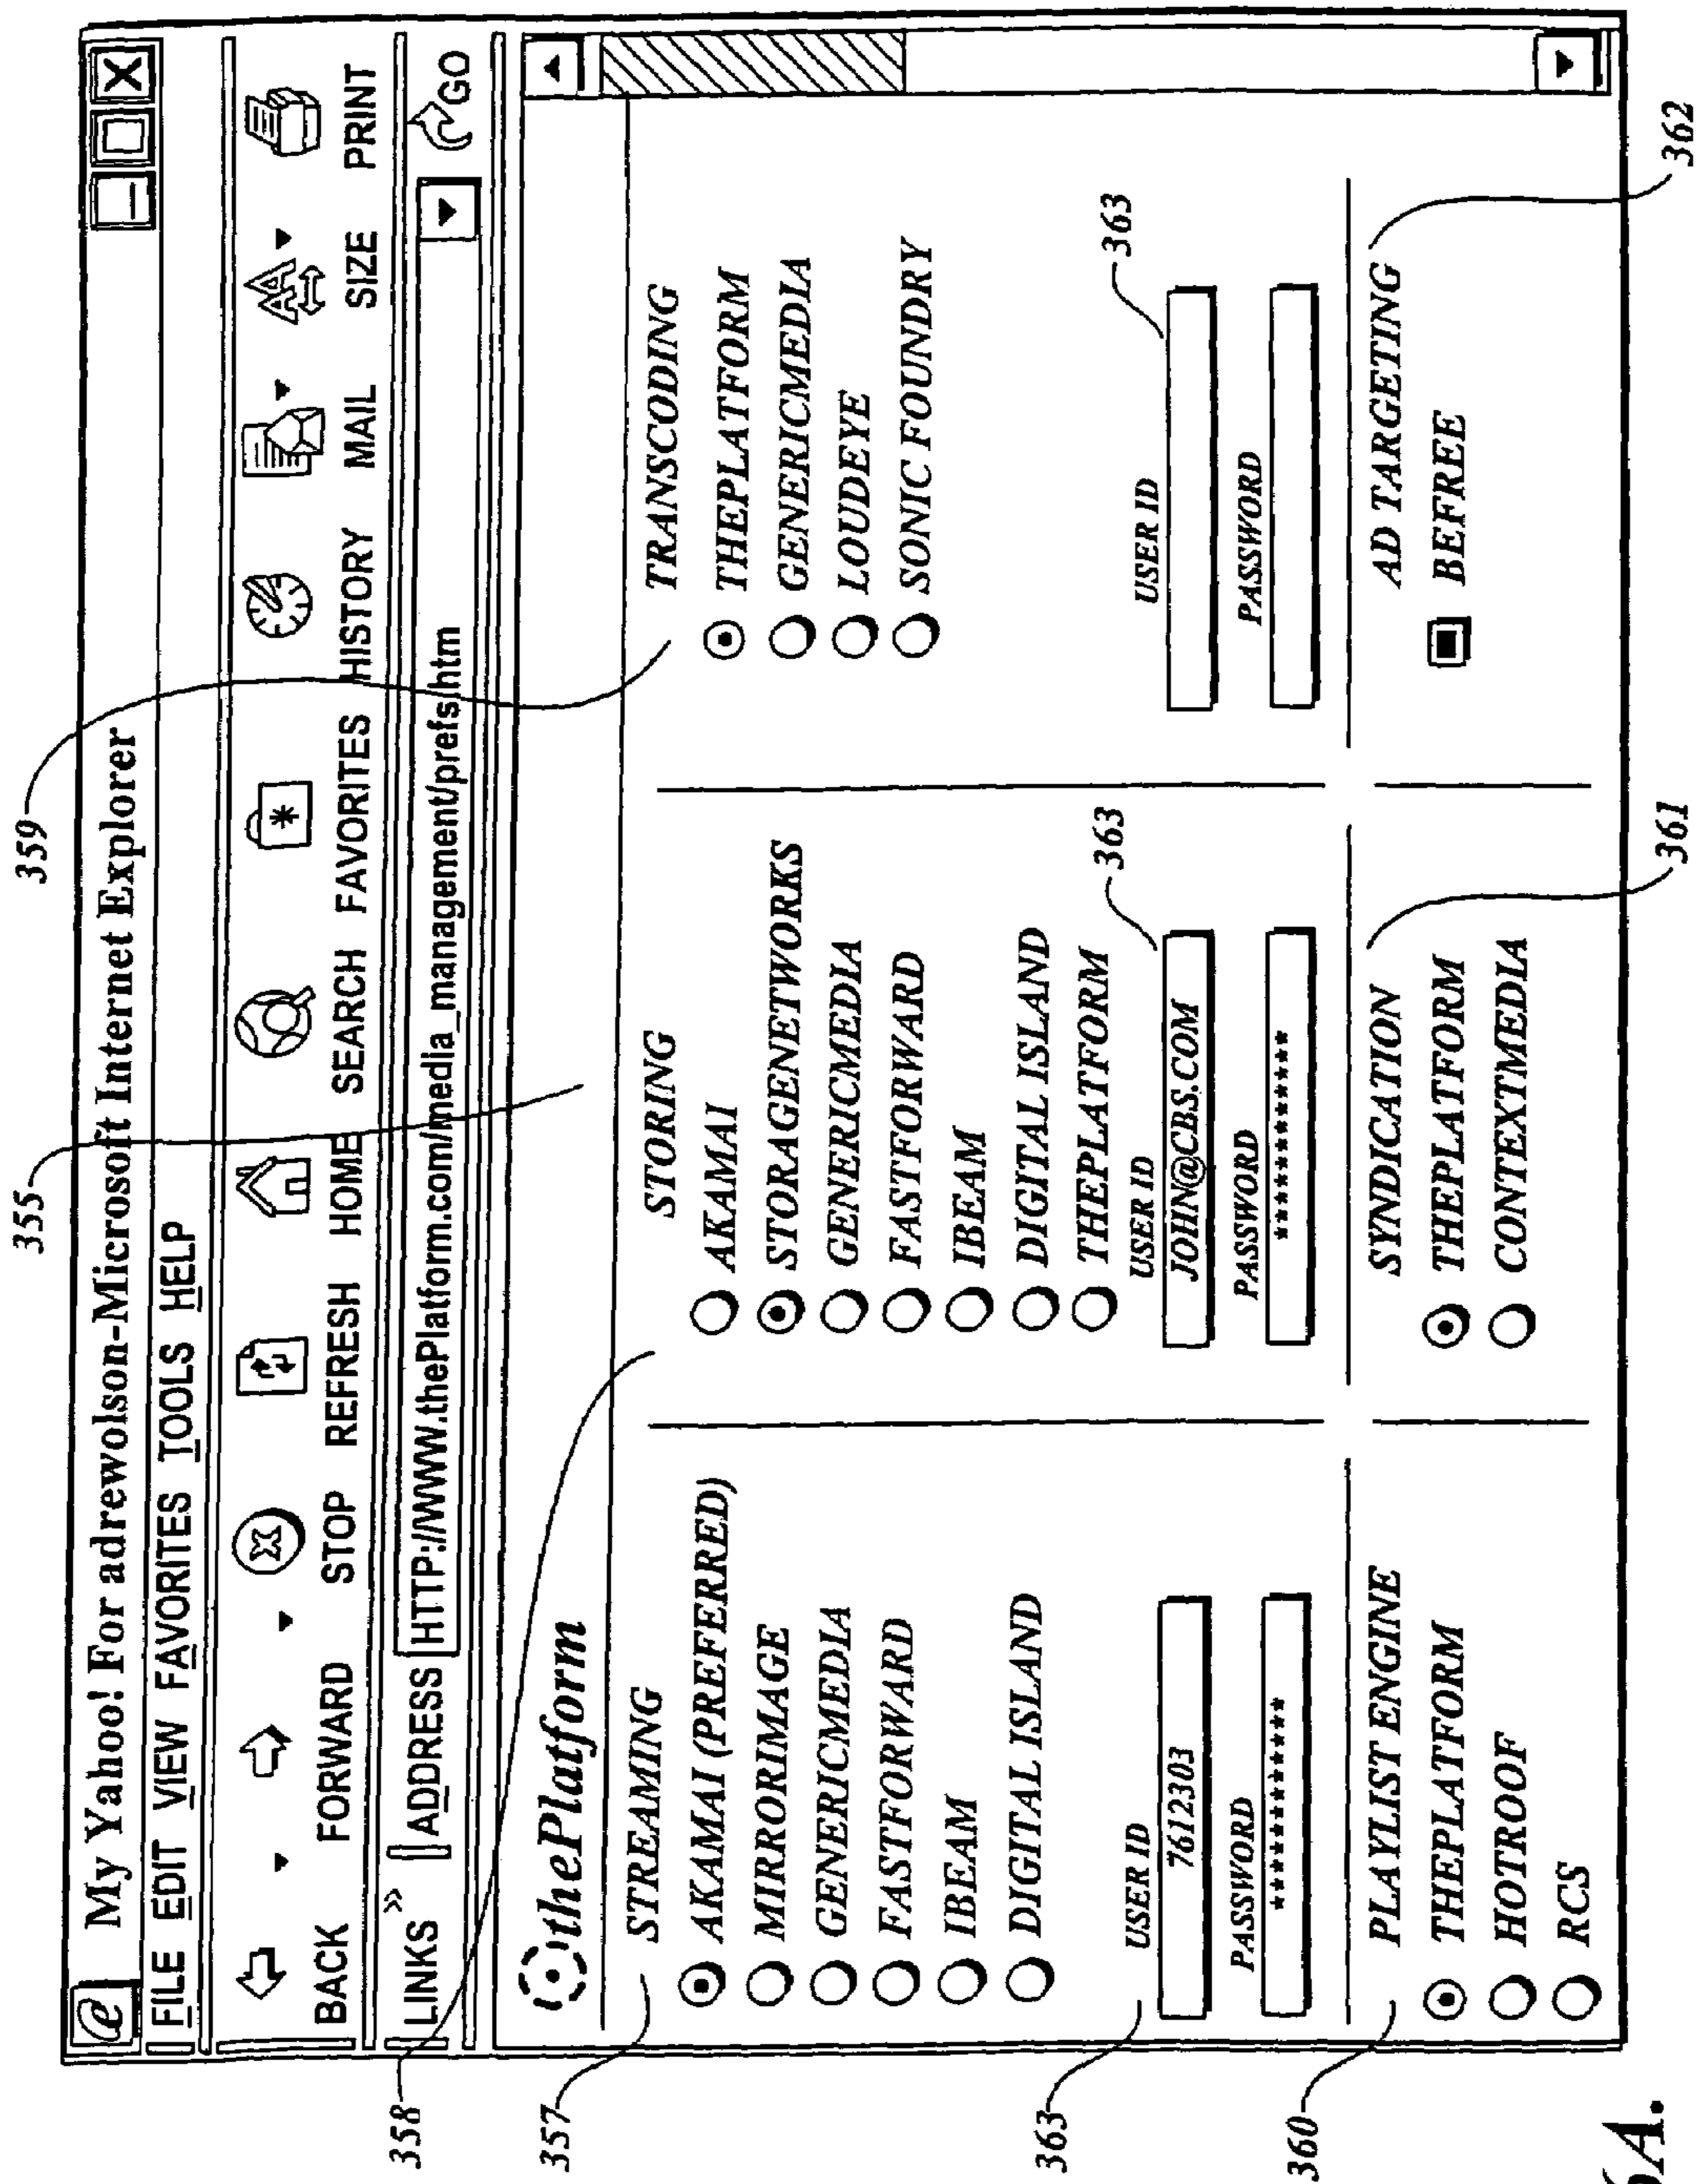 359
355
My Yahoo! For adrewolson-Microsoft Internet Explorer
FILE EDIT VIEW FAVORITES TOOLS HELP
BACK FORWARD STOP REFRESH HOME SEARCH FAVORITES HISTORY MAIL SIZE PRINT
LINKS » ADDRESS HTTP://WWW.thePlatform.com/media_management/prefs.htm GO
thePlatform
358
357
STREAMING
AKAMAI (PREFERRED)
MIRRORIMAGE
GENERICMEDIA
FASTFORWARD
IBEAM
DIGITAL ISLAND
USER ID
7612303
PASSWORD
**************
363
STORING
AKAMAI
STORAGENETWORKS
GENERICMEDIA
FASTFORWARD
IBEAM
DIGITAL ISLAND
THEPLATFORM
USER ID
JOHN@CBS.COM
PASSWORD
**************
363
TRANSCODING
THEPLATFORM
GENERICMEDIA
LOUDEYE
SONIC FOUNDRY
USER ID
PASSWORD
363
360
PLAYLIST ENGINE
THEPLATFORM
HOTROOF
RCS
SYNDICATION
THEPLATFORM
CONTEXTMEDIA
361
AD TARGETING
BEFREE
362
6A.